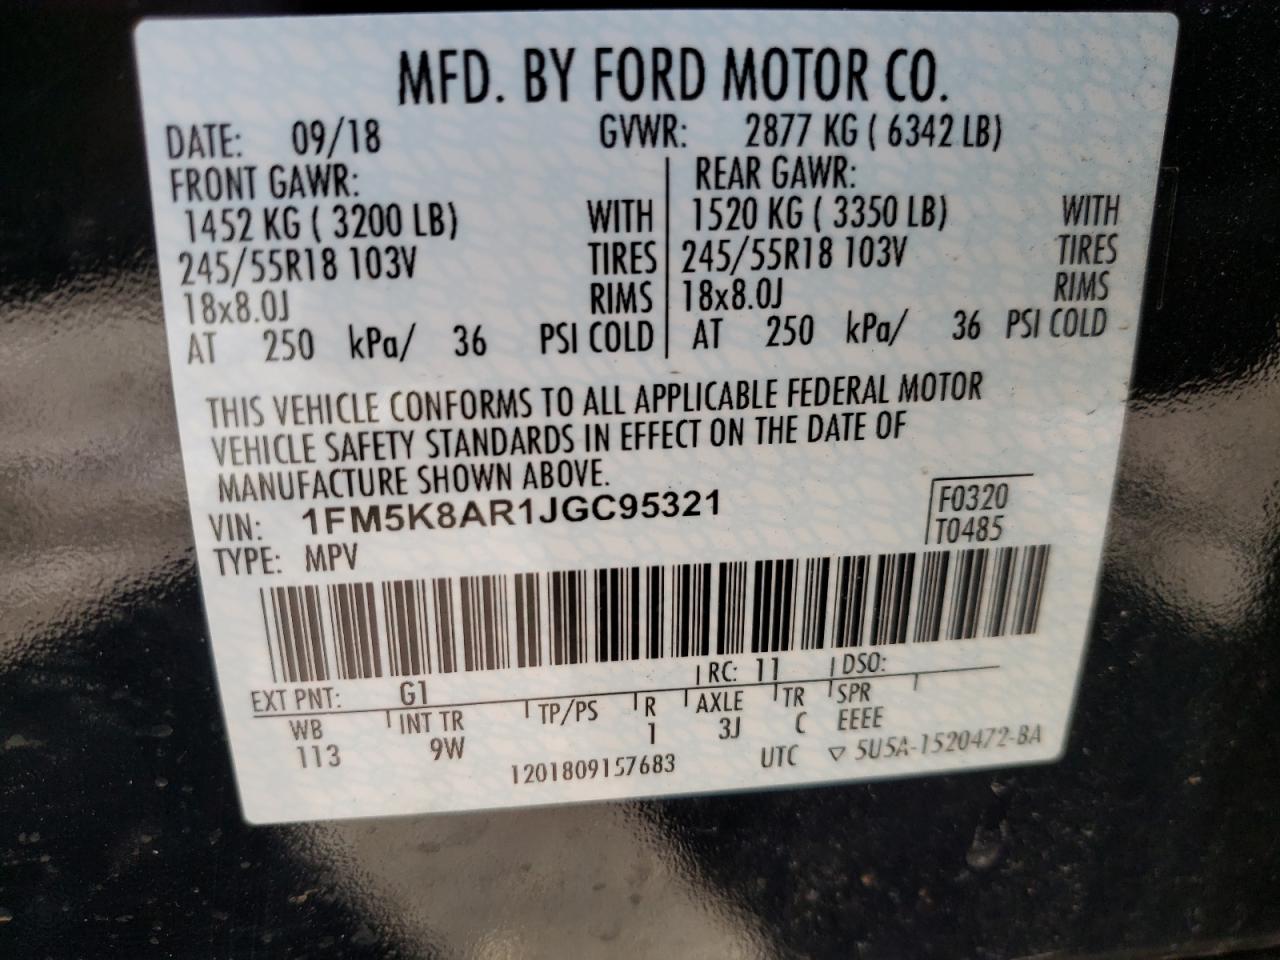 MFD. BY FORD MOTOR CO.
DATE: 09/18 GVWR: 2877 KG ( 6342 LB)
FRONT GAWR: REAR GAWR:
1452 KG ( 3200 LB) WITH 1520 KG ( 3350 LB) WITH
245/55R18 103V TIRES 245/55R18 103V TIRES
18x8.0J RIMS 18x8.0J RIMS
AT 250 kPa/ 36 PSI COLD AT 250 kPa/ 36 PSI COLD
THIS VEHICLE CONFORMS TO ALL APPLICABLE FEDERAL MOTOR
VEHICLE SAFETY STANDARDS IN EFFECT ON THE DATE OF
MANUFACTURE SHOWN ABOVE.
VIN: 1FM5K8AR1JGC95321 F0320
TYPE: MPV T0485
EXT PNT: G1 RC: 11 DSO:
WB INT TR TP/PS R AXLE TR SPR
113 9W 1 3J C EEEE
1201809157683 UTC ▽ 5U5A-1520472-BA